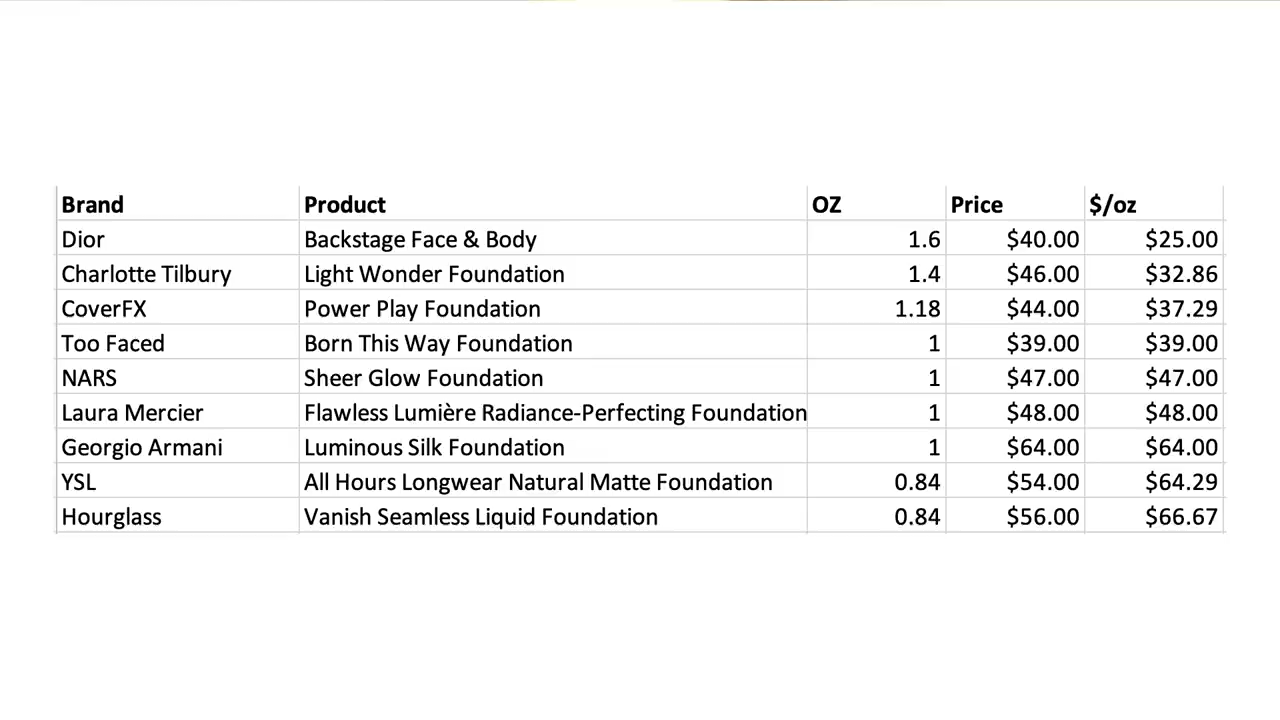 Brand Product OZ Price $/oz
Dior Backstage Face & Body 1.6 $40.00 $25.00
Charlotte Tilbury Light Wonder Foundation 1.4 $46.00 $32.86
CoverFX Power Play Foundation 1.18 $44.00 $37.29
Too Faced Born This Way Foundation 1 $39.00 $39.00
NARS Sheer Glow Foundation 1 $47.00 $47.00
Laura Mercier Flawless Lumière Radiance-Perfecting Foundation 1 $48.00 $48.00
Georgio Armani Luminous Silk Foundation 1 $64.00 $64.00
YSL All Hours Longwear Natural Matte Foundation 0.84 $54.00 $64.29
Hourglass Vanish Seamless Liquid Foundation 0.84 $56.00 $66.67